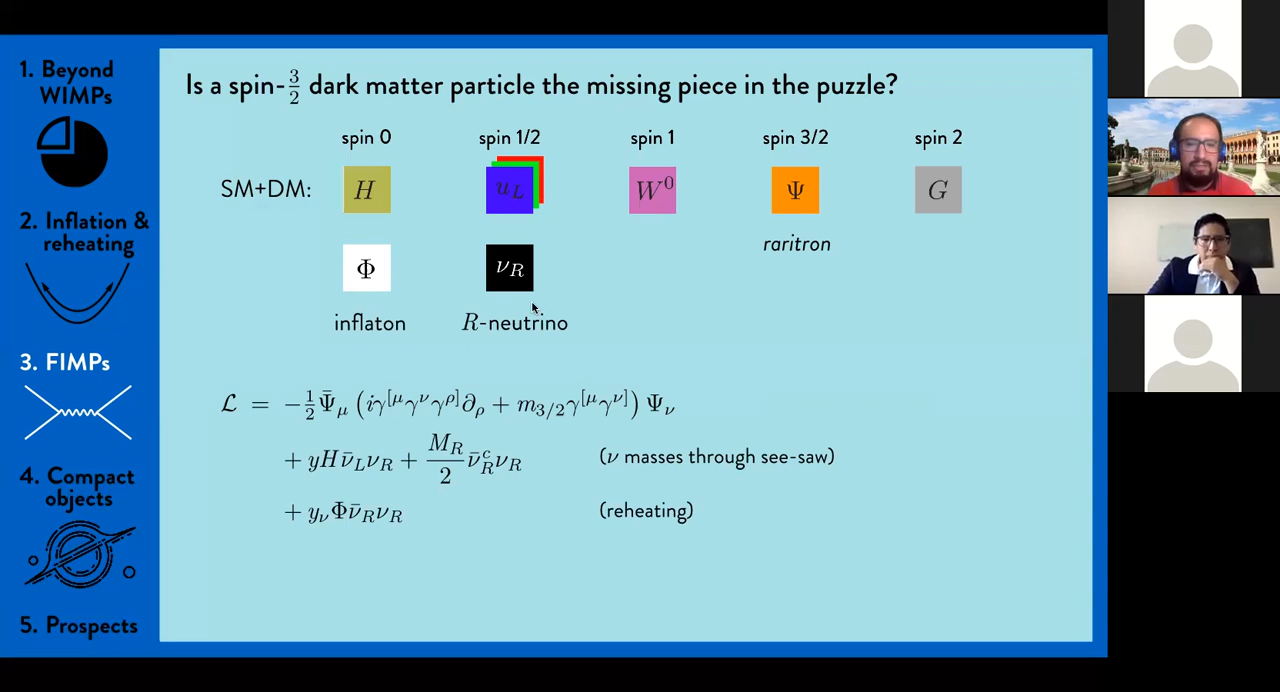 1. Beyond
WIMPs
2. Inflation &
reheating
3. FIMPs
4. Compact
objects
5. Prospects
Is a spin-3/2 dark matter particle the missing piece in the puzzle?
spin 0 spin 1/2 spin 1 spin 3/2 spin 2
SM+DM: H u_L W^0 Ψ G
raritron
Φ ν_R
inflaton R-neutrino
ℒ = −1/2 Ψ̄_μ (iγ^[μ γ^ν γ^ρ] ∂_ρ + m_3/2 γ^[μ γ^ν]) Ψ_ν
+ yHν̄_L ν_R + M_R/2 ν̄^c_R ν_R (ν masses through see-saw)
+ y_ν Φν̄_R ν_R (reheating)